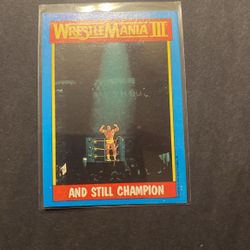 WRESTLEMANIA III
AND STILL CHAMPION